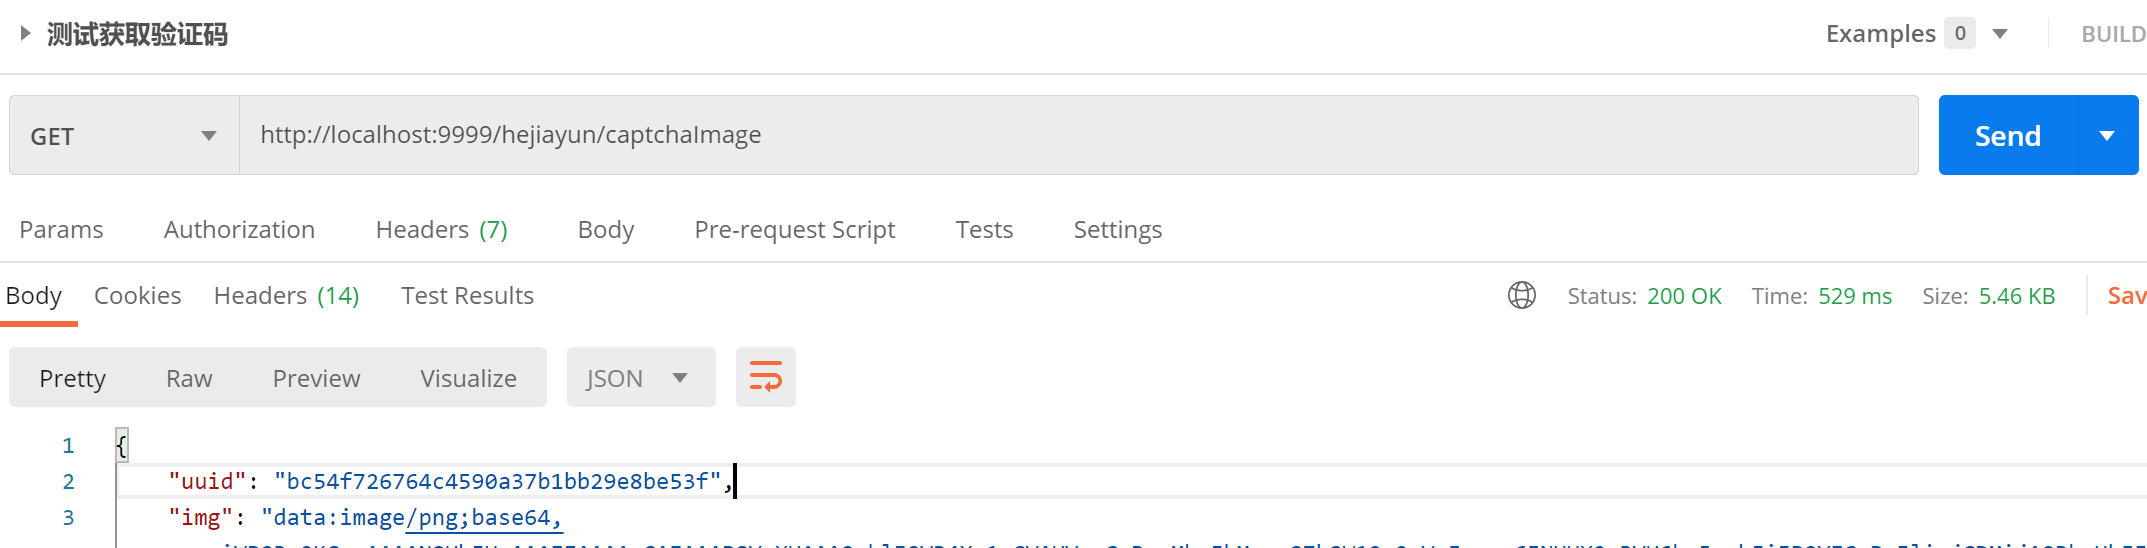 测试获取验证码
Examples 0 BUILD
GET http://localhost:9999/hejiayun/captchaImage Send
Params Authorization Headers (7) Body Pre-request Script Tests Settings
Body Cookies Headers (14) Test Results Status: 200 OK Time: 529 ms Size: 5.46 KB Sav
Pretty Raw Preview Visualize JSON
1 {
2 "uuid": "bc54f726764c4590a37b1bb29e8be53f",
3 "img": "data:image/png;base64,